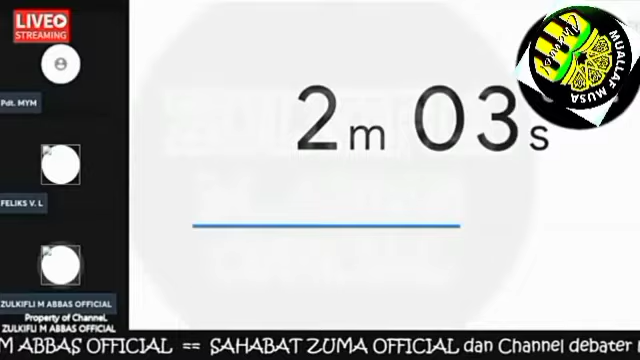 LIVE
STREAMING
Pdt. MYM
FELIKS V. L
ZULKIFLI M ABBAS OFFICIAL
Property of Channel.
ZULKIFLI M ABBAS OFFICIAL
2m 03s
MUALLAF MUSA
M ABBAS OFFICIAL == SAHABAT ZUMA OFFICIAL dan Channel debater